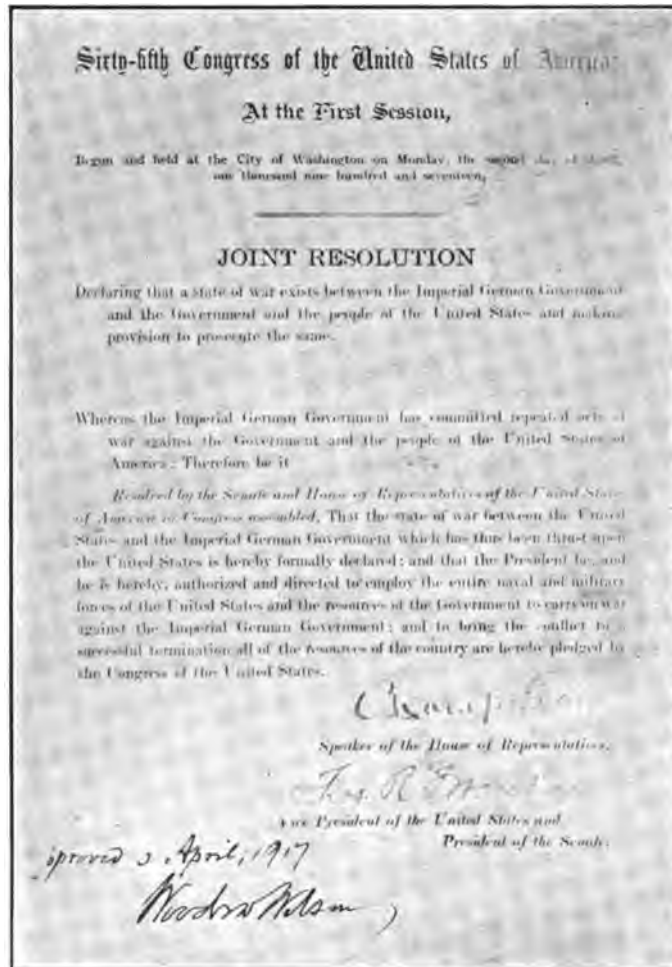 Sixty-fifth Congress of the United States of America;
At the First Session,
Begun and held at the City of Washington on Monday, the second day of April,
one thousand nine hundred and seventeen.
JOINT RESOLUTION
Declaring that a state of war exists between the Imperial German Government
and the Government and the people of the United States and making
provision to prosecute the same.
Whereas the Imperial German Government has committed repeated acts of
war against the Government and the people of the United States of
America: Therefore be it
Resolved by the Senate and House of Representatives of the United States
of America in Congress assembled, That the state of war between the United
States and the Imperial German Government which has thus been thrust upon
the United States is hereby formally declared; and that the President be, and
he is hereby, authorized and directed to employ the entire naval and military
forces of the United States and the resources of the Government to carry on war
against the Imperial German Government; and to bring the conflict to a
successful termination all of the resources of the country are hereby pledged by
the Congress of the United States.
Champ Clark
Speaker of the House of Representatives.
Thos. R. Marshall
Vice President of the United States and
President of the Senate.
pproved April, 1917
Woodrow Wilson